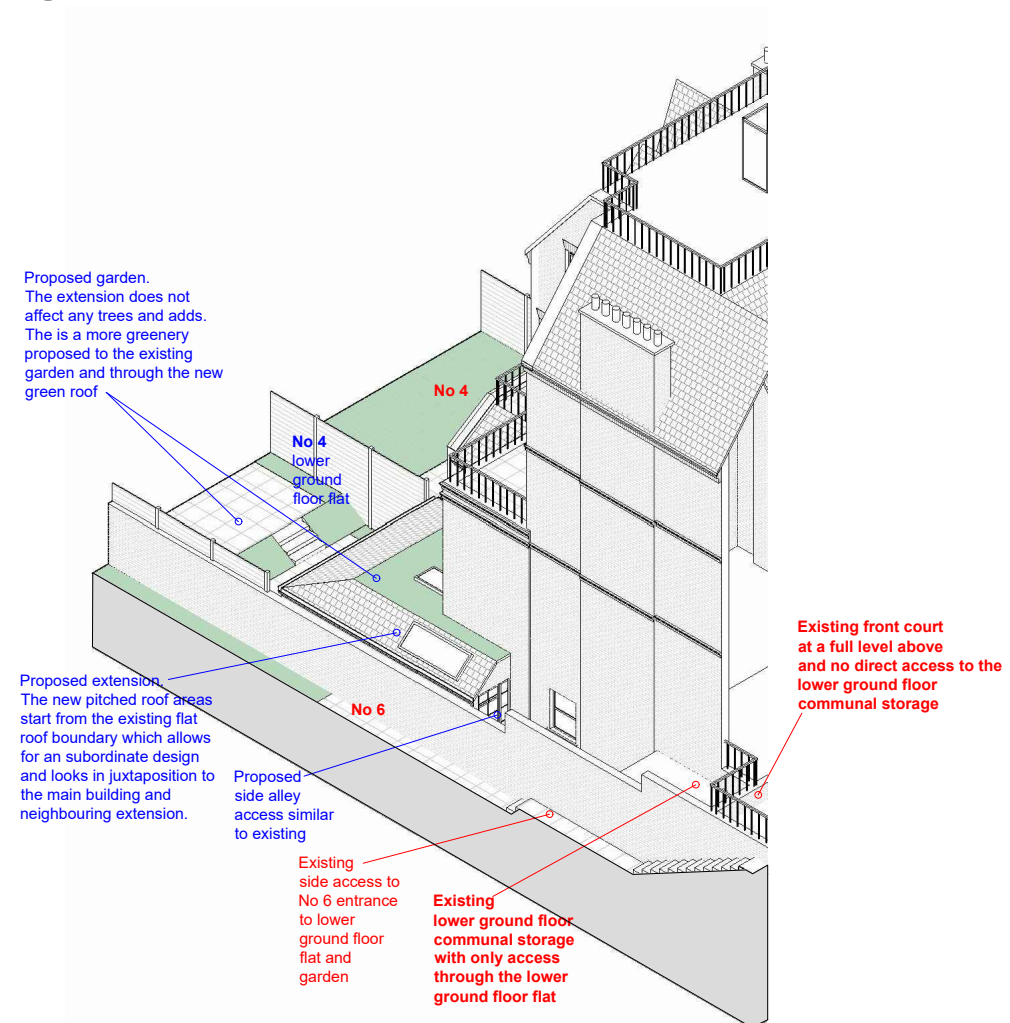 Proposed garden.
The extension does not
affect any trees and adds.
The is a more greenery
proposed to the existing
garden and through the new
green roof
No 4
No 4
lower
ground
floor flat
Existing front court
at a full level above
and no direct access to the
lower ground floor
communal storage
Proposed extension.
The new pitched roof areas
start from the existing flat
roof boundary which allows
for an subordinate design
and looks in juxtaposition to
the main building and
neighbouring extension.
No 6
Proposed
side alley
access similar
to existing
Existing
side access to
No 6 entrance
to lower
ground floor
flat and
garden
Existing
lower ground floor
communal storage
with only access
through the lower
ground floor flat